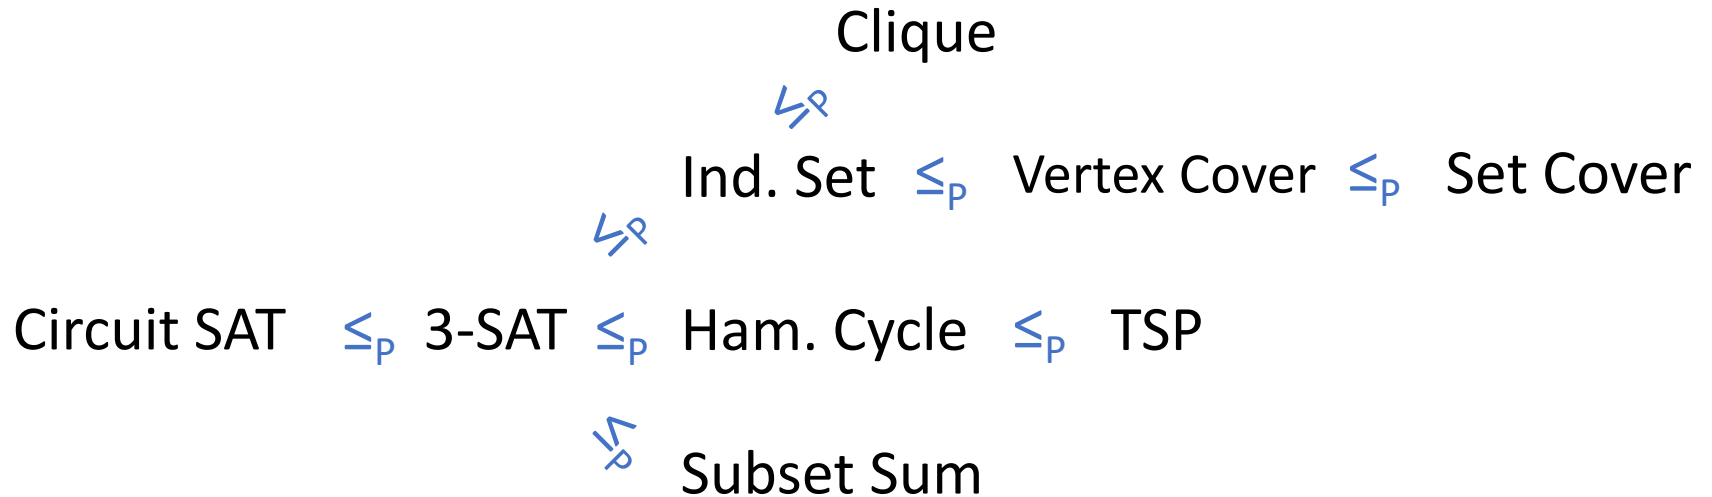 Clique
≤P
Ind. Set ≤P Vertex Cover ≤P Set Cover
≤P
Circuit SAT ≤P 3-SAT ≤P Ham. Cycle ≤P TSP
≤P
Subset Sum